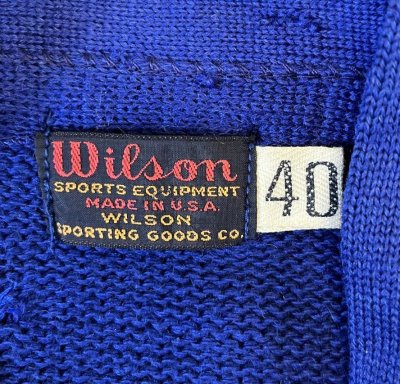 Wilson
SPORTS EQUIPMENT
MADE IN U.S.A.
WILSON
SPORTING GOODS CO.
40